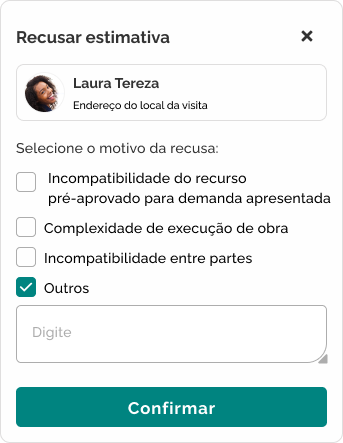 Recusar estimativa
Laura Tereza
Endereço do local da visita
Selecione o motivo da recusa:
Incompatibilidade do recurso
pré-aprovado para demanda apresentada
Complexidade de execução de obra
Incompatibilidade entre partes
Outros
Digite
Confirmar